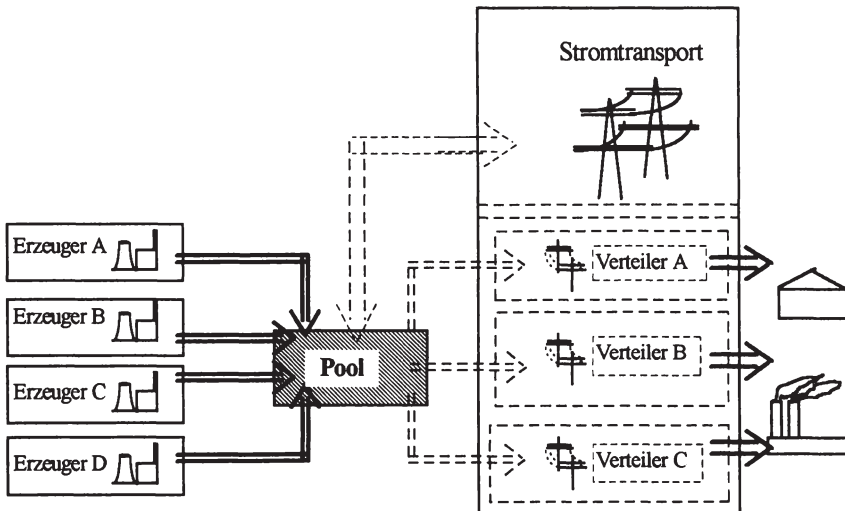 Stromtransport
Erzeuger A
Erzeuger B
Erzeuger C
Erzeuger D
Pool
Verteiler A
Verteiler B
Verteiler C